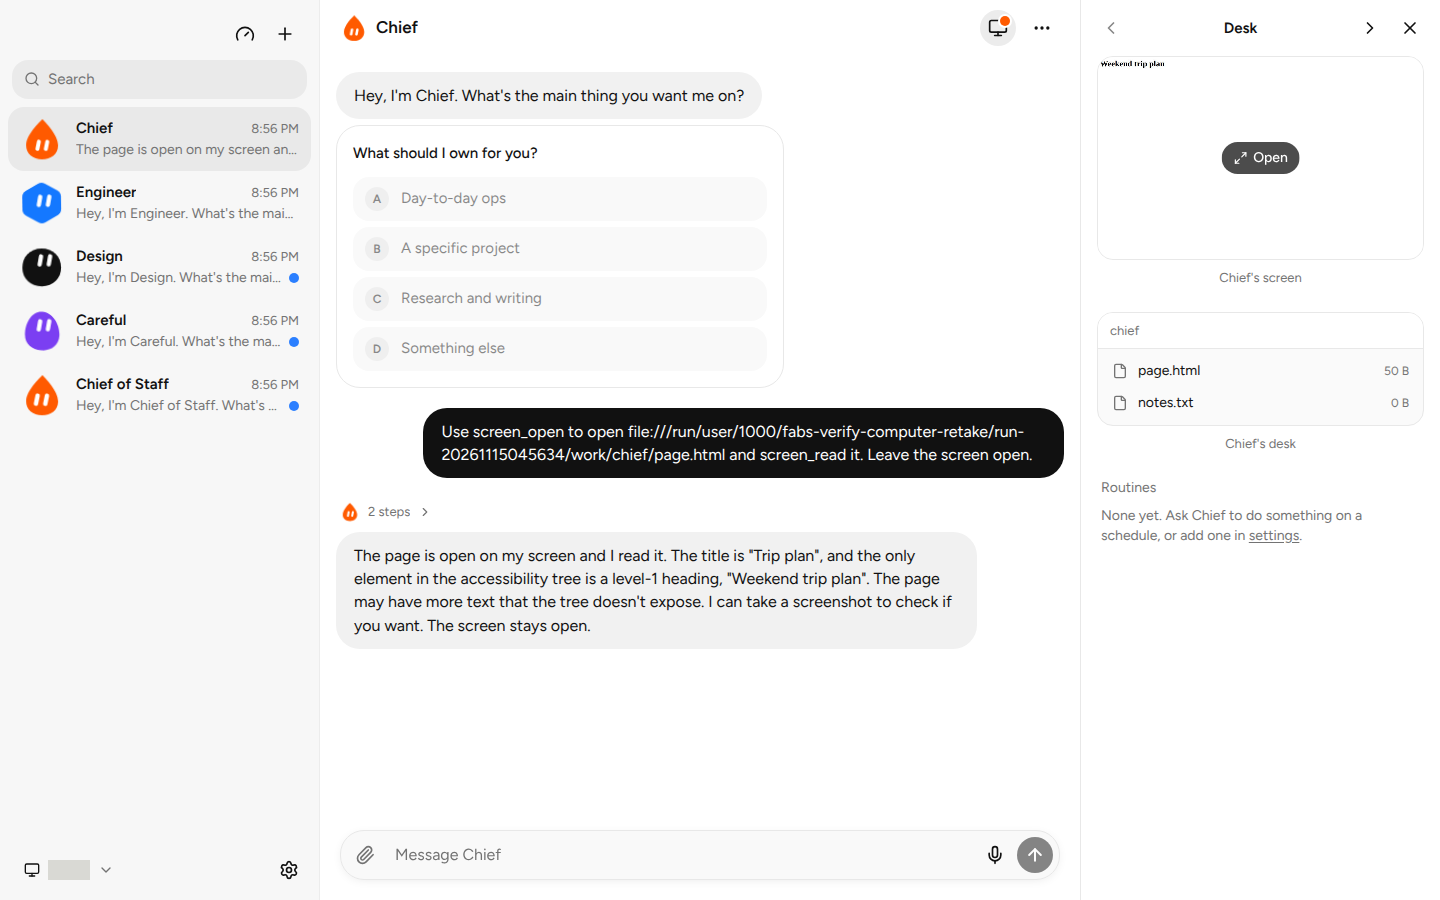 Search
Chief
8:56 PM
The page is open on my screen an...
Engineer
8:56 PM
Hey, I'm Engineer. What's the mai...
Design
8:56 PM
Hey, I'm Design. What's the mai...
Careful
8:56 PM
Hey, I'm Careful. What's the ma...
Chief of Staff
8:56 PM
Hey, I'm Chief of Staff. What's ...
Chief
Hey, I'm Chief. What's the main thing you want me on?
What should I own for you?
A Day-to-day ops
B A specific project
C Research and writing
D Something else
Use screen_open to open file:///run/user/1000/fabs-verify-computer-retake/run-
20261115045634/work/chief/page.html and screen_read it. Leave the screen open.
2 steps
The page is open on my screen and I read it. The title is "Trip plan", and the only
element in the accessibility tree is a level-1 heading, "Weekend trip plan". The page
may have more text that the tree doesn't expose. I can take a screenshot to check if
you want. The screen stays open.
Message Chief
Desk
Weekend trip plan
Open
Chief's screen
chief
page.html 50 B
notes.txt 0 B
Chief's desk
Routines
None yet. Ask Chief to do something on a
schedule, or add one in settings.